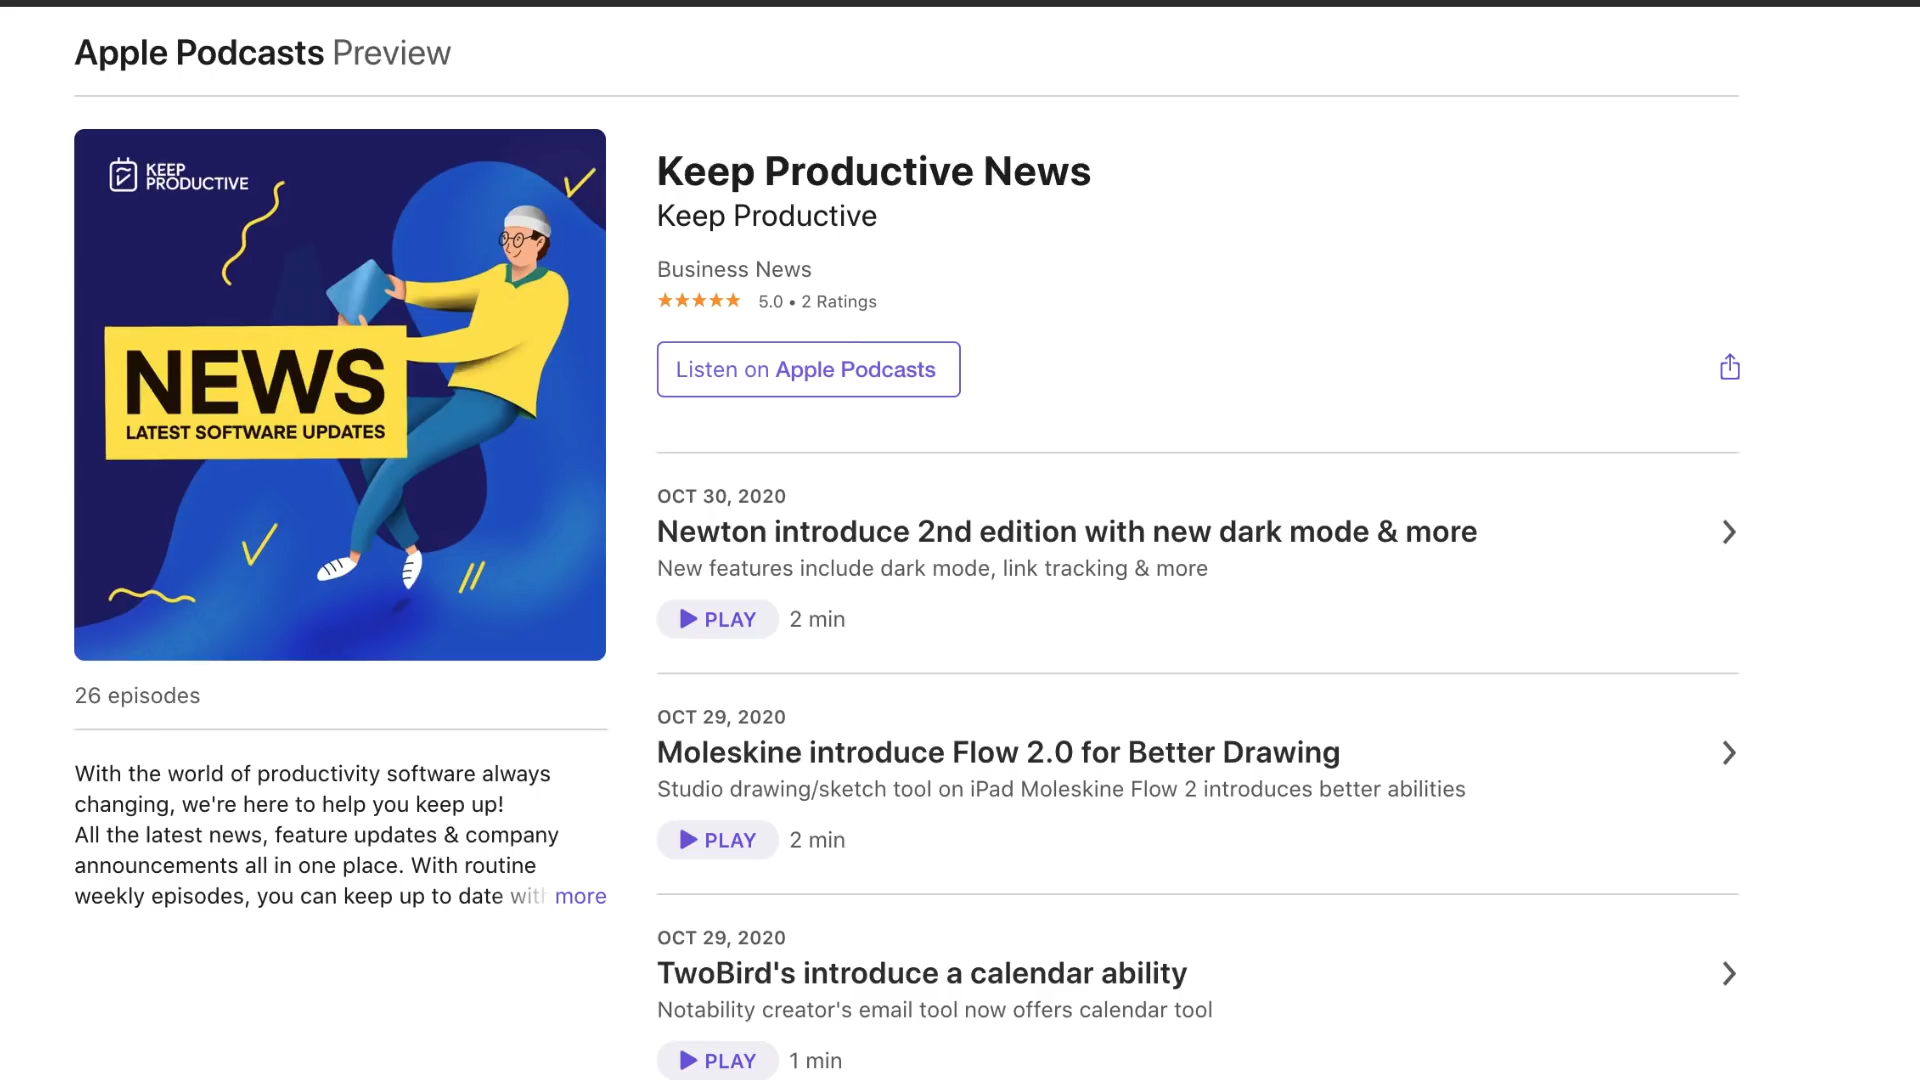 Apple Podcasts Preview
KEEP
PRODUCTIVE
NEWS
LATEST SOFTWARE UPDATES
26 episodes
With the world of productivity software always
changing, we're here to help you keep up!
All the latest news, feature updates & company
announcements all in one place. With routine
weekly episodes, you can keep up to date with more
Keep Productive News
Keep Productive
Business News
★★★★★ 5.0 • 2 Ratings
Listen on Apple Podcasts
OCT 30, 2020
Newton introduce 2nd edition with new dark mode & more
New features include dark mode, link tracking & more
PLAY 2 min
OCT 29, 2020
Moleskine introduce Flow 2.0 for Better Drawing
Studio drawing/sketch tool on iPad Moleskine Flow 2 introduces better abilities
PLAY 2 min
OCT 29, 2020
TwoBird's introduce a calendar ability
Notability creator's email tool now offers calendar tool
PLAY 1 min